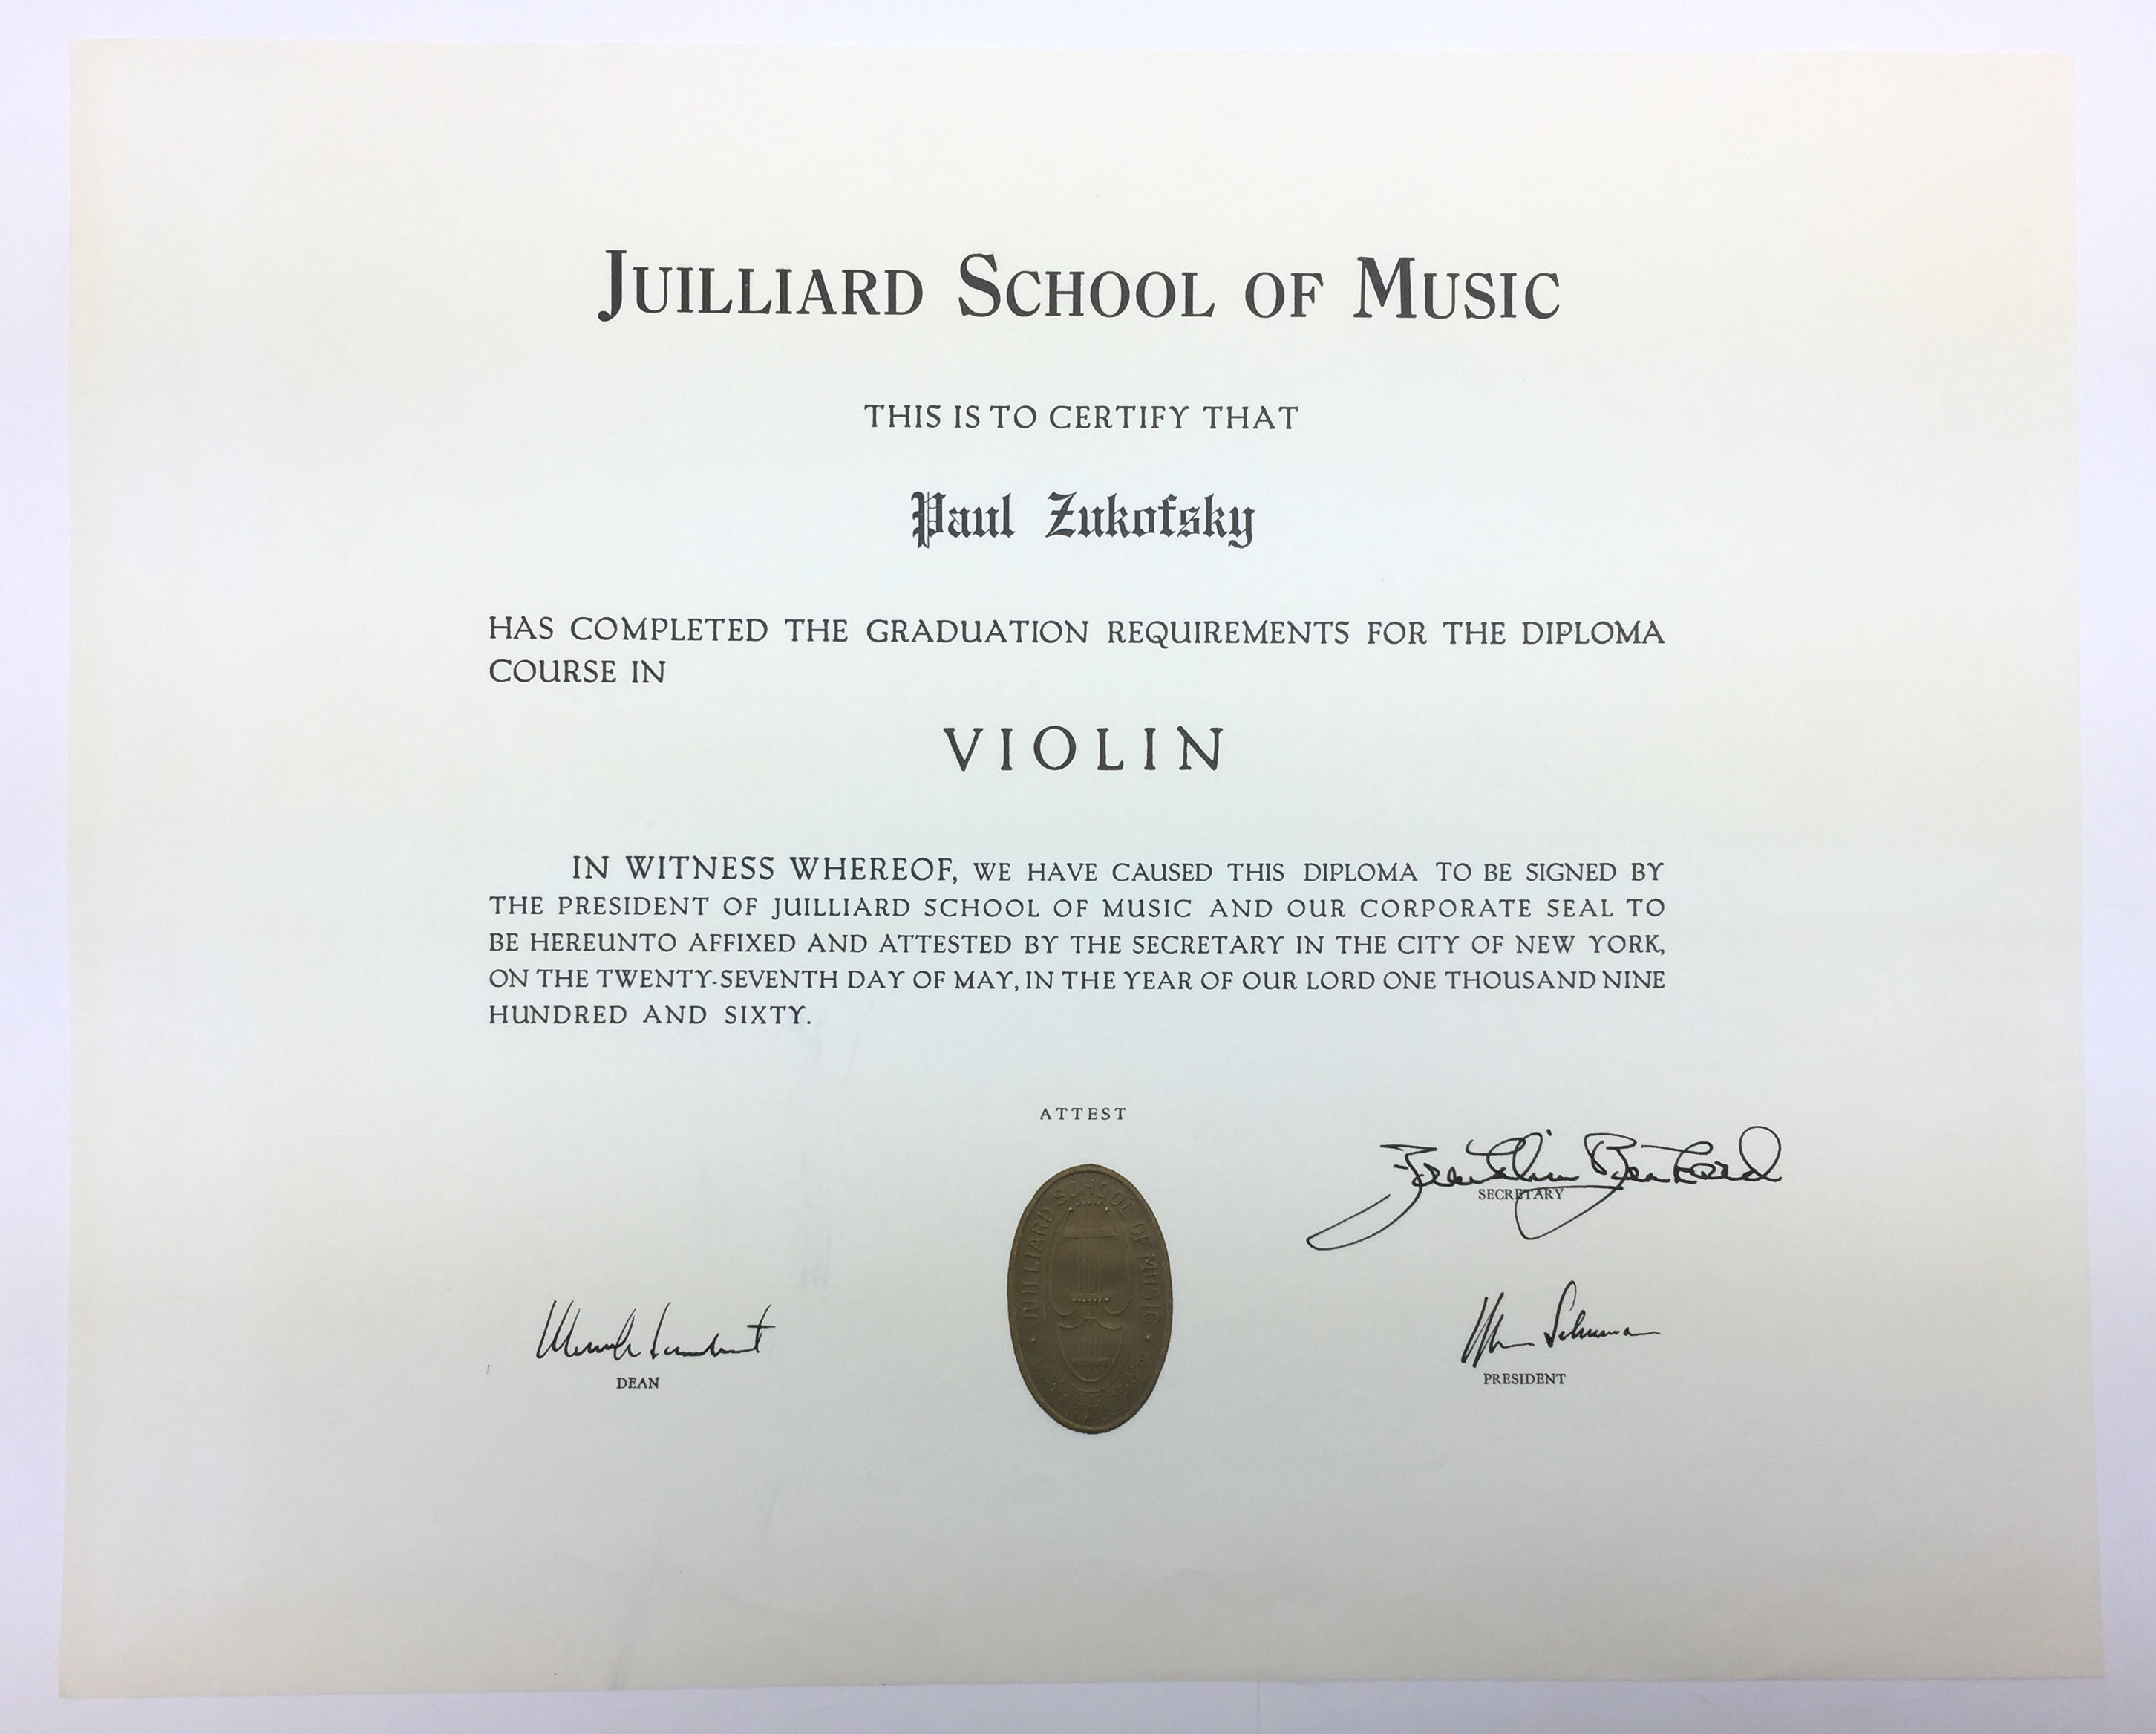 JUILLIARD SCHOOL OF MUSIC
THIS IS TO CERTIFY THAT
Paul Zukofsky
HAS COMPLETED THE GRADUATION REQUIREMENTS FOR THE DIPLOMA
COURSE IN
VIOLIN
IN WITNESS WHEREOF, WE HAVE CAUSED THIS DIPLOMA TO BE SIGNED BY
THE PRESIDENT OF JUILLIARD SCHOOL OF MUSIC AND OUR CORPORATE SEAL TO
BE HEREUNTO AFFIXED AND ATTESTED BY THE SECRETARY IN THE CITY OF NEW YORK,
ON THE TWENTY-SEVENTH DAY OF MAY, IN THE YEAR OF OUR LORD ONE THOUSAND NINE
HUNDRED AND SIXTY.
ATTEST
SECRETARY
JUILLIARD SCHOOL OF MUSIC
Schuman
DEAN
PRESIDENT